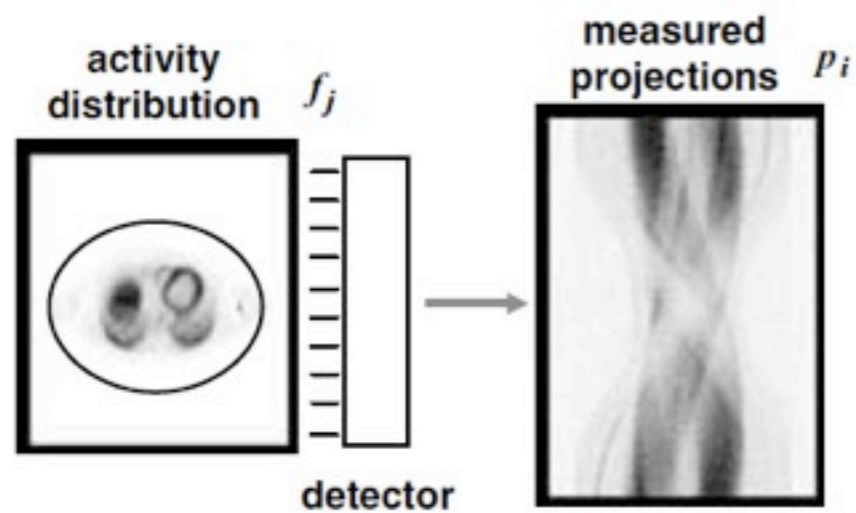 activity
distribution f_j
measured
projections p_i
detector